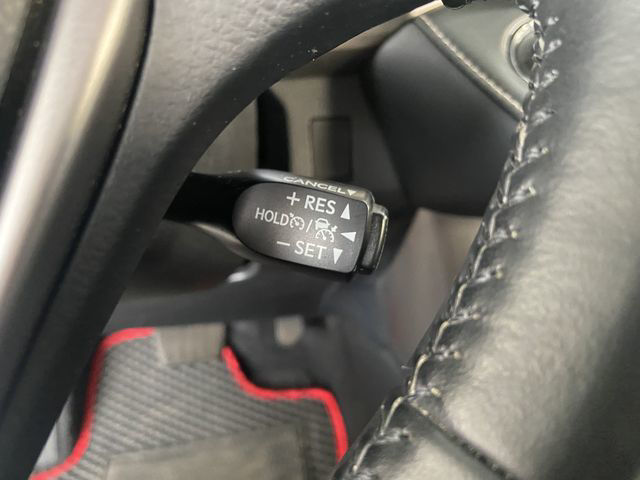 CANCEL▼
+ RES ▲
HOLD / ◀
− SET ▼